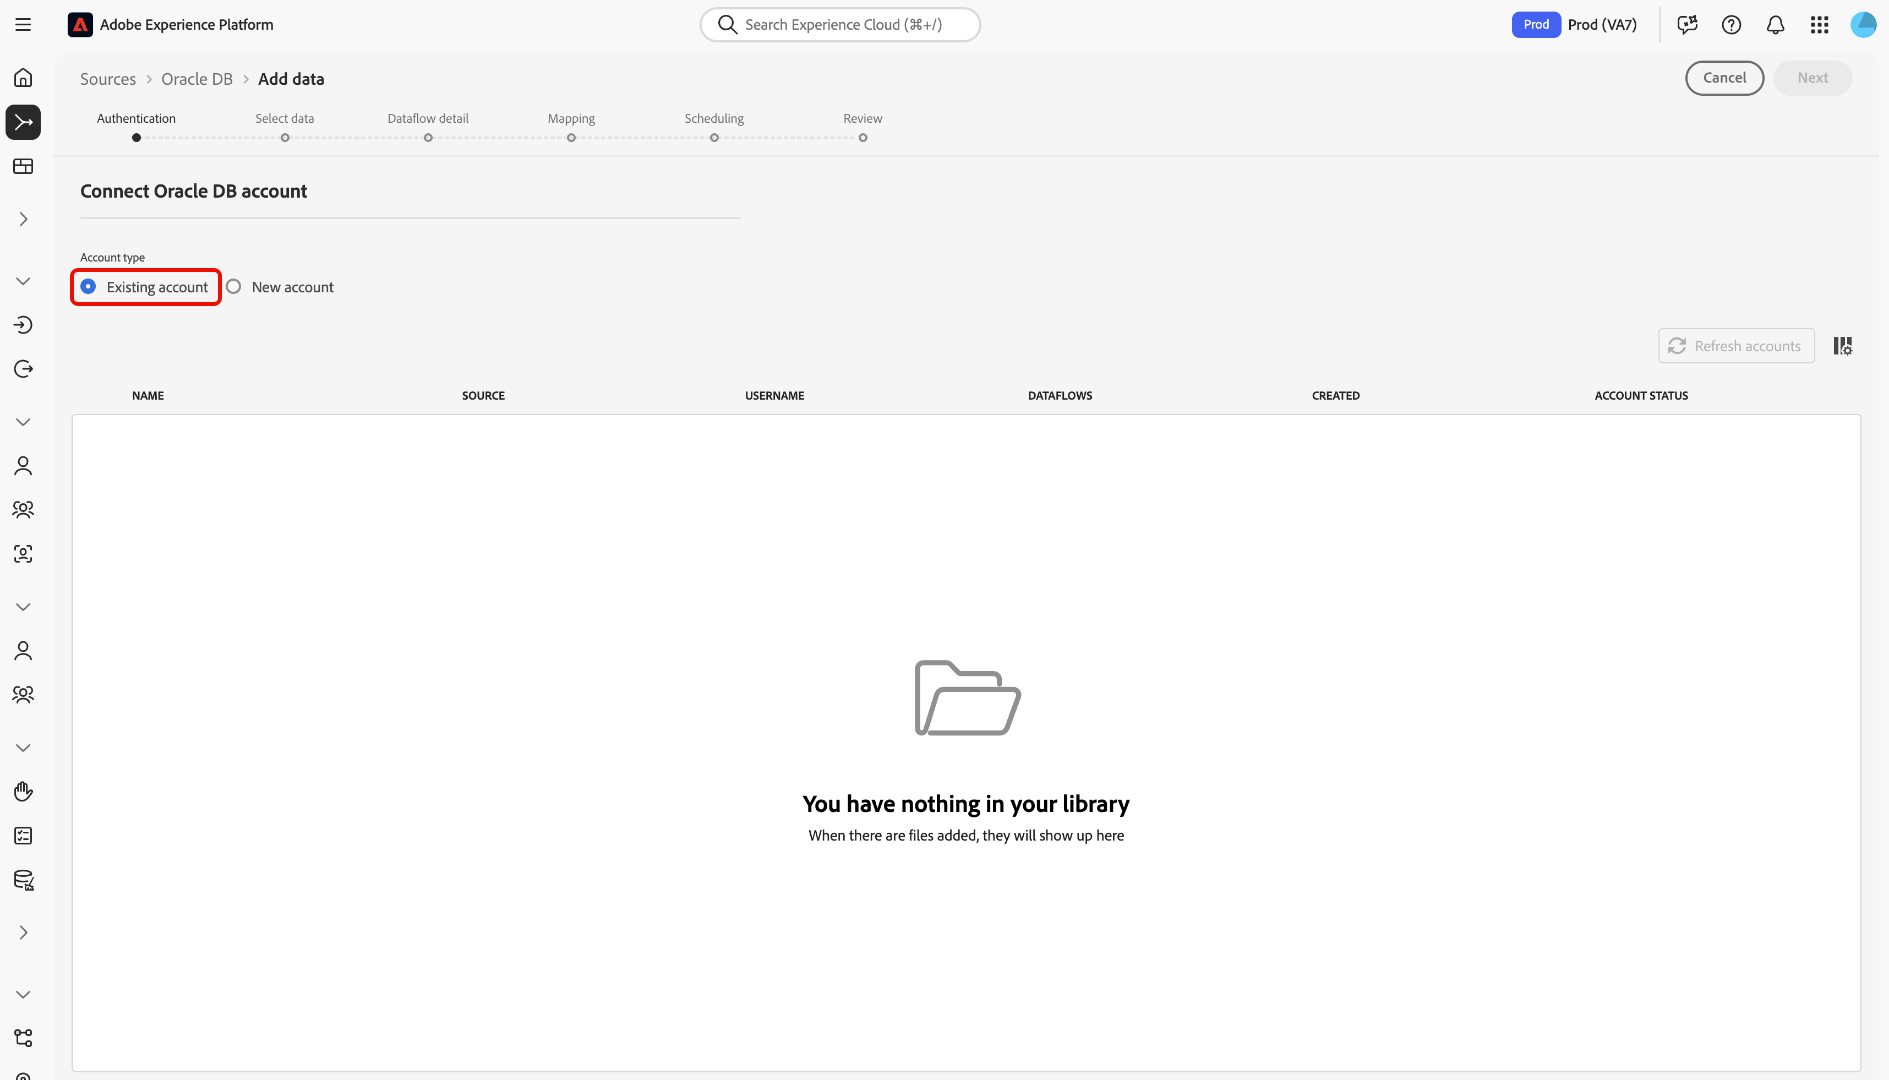 Adobe Experience Platform
Search Experience Cloud (⌘+/)
Prod
Prod (VA7)
Sources > Oracle DB > Add data
Cancel
Next
Authentication
Select data
Dataflow detail
Mapping
Scheduling
Review
Connect Oracle DB account
Account type
Existing account
New account
Refresh accounts
NAME
SOURCE
USERNAME
DATAFLOWS
CREATED
ACCOUNT STATUS
You have nothing in your library
When there are files added, they will show up here